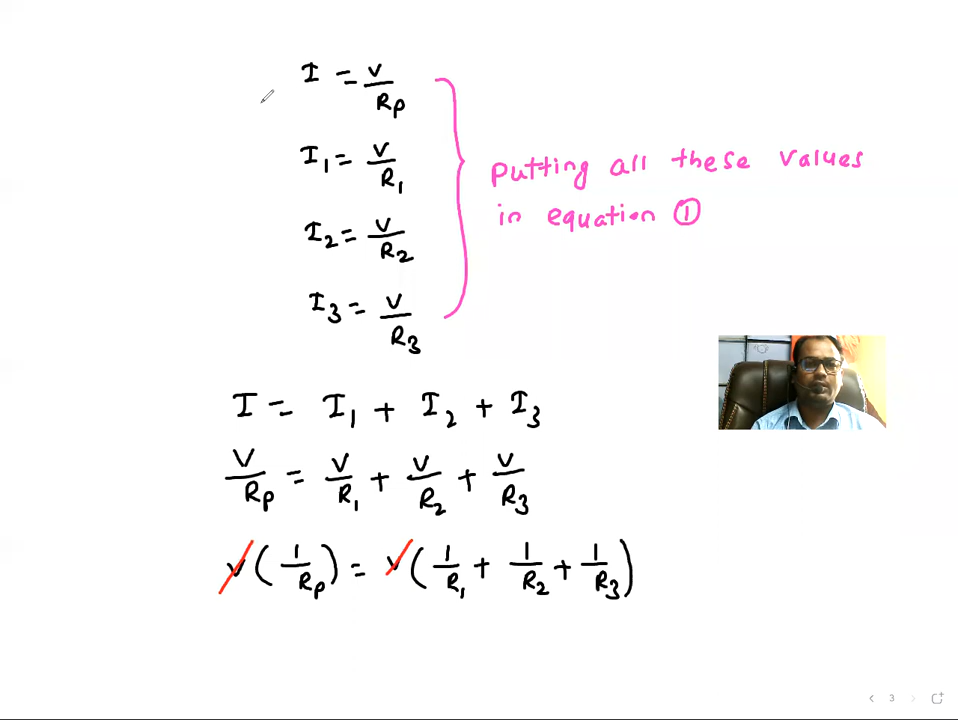 I = V/Rp
I1 = V/R1
I2 = V/R2
I3 = V/R3
Putting all these values
in equation ①
I = I1 + I2 + I3
V/Rp = V/R1 + V/R2 + V/R3
V(1/Rp) = V(1/R1 + 1/R2 + 1/R3)
3